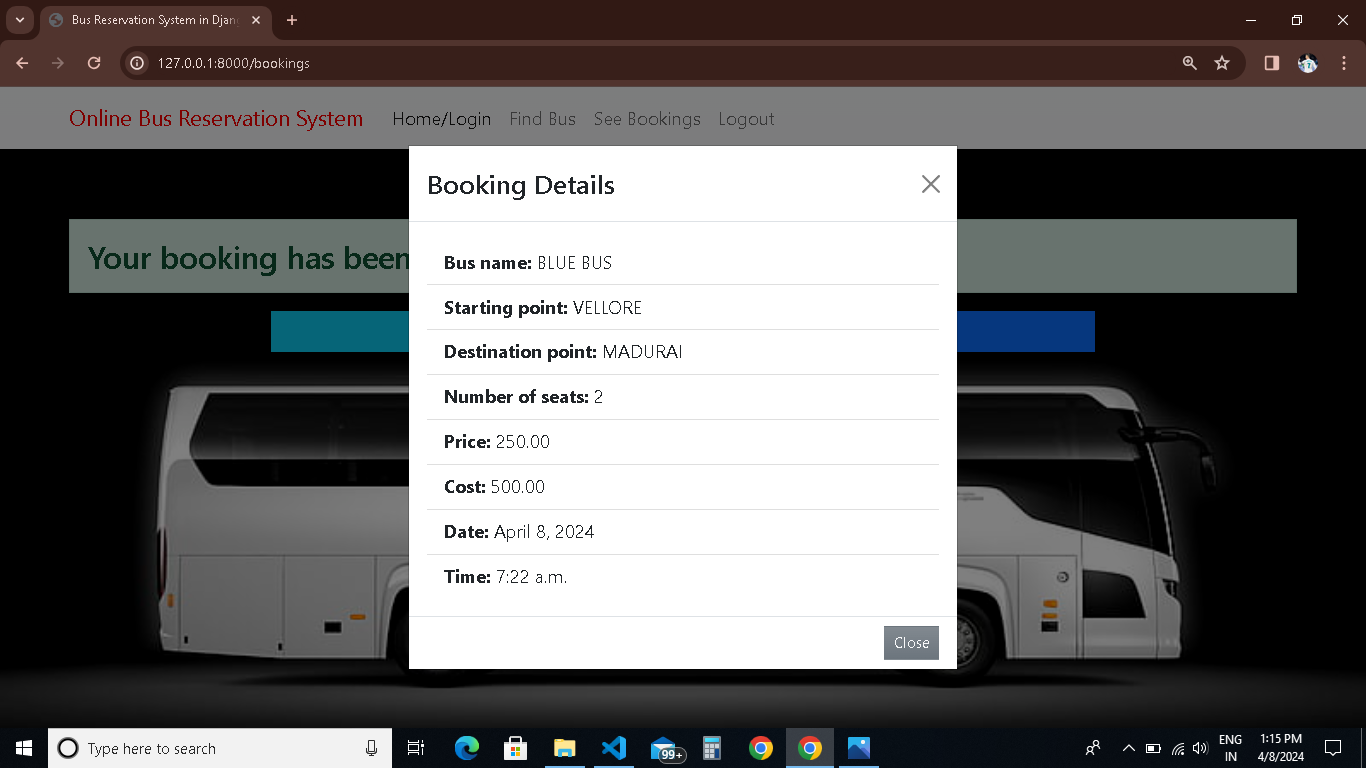 Bus Reservation System in Djan
127.0.0.1:8000/bookings
Online Bus Reservation System Home/Login Find Bus See Bookings Logout
Booking Details
Your booking has been
Bus name: BLUE BUS
Starting point: VELLORE
Destination point: MADURAI
Number of seats: 2
Price: 250.00
Cost: 500.00
Date: April 8, 2024
Time: 7:22 a.m.
Close
Type here to search
99+
ENG
IN
1:15 PM
4/8/2024